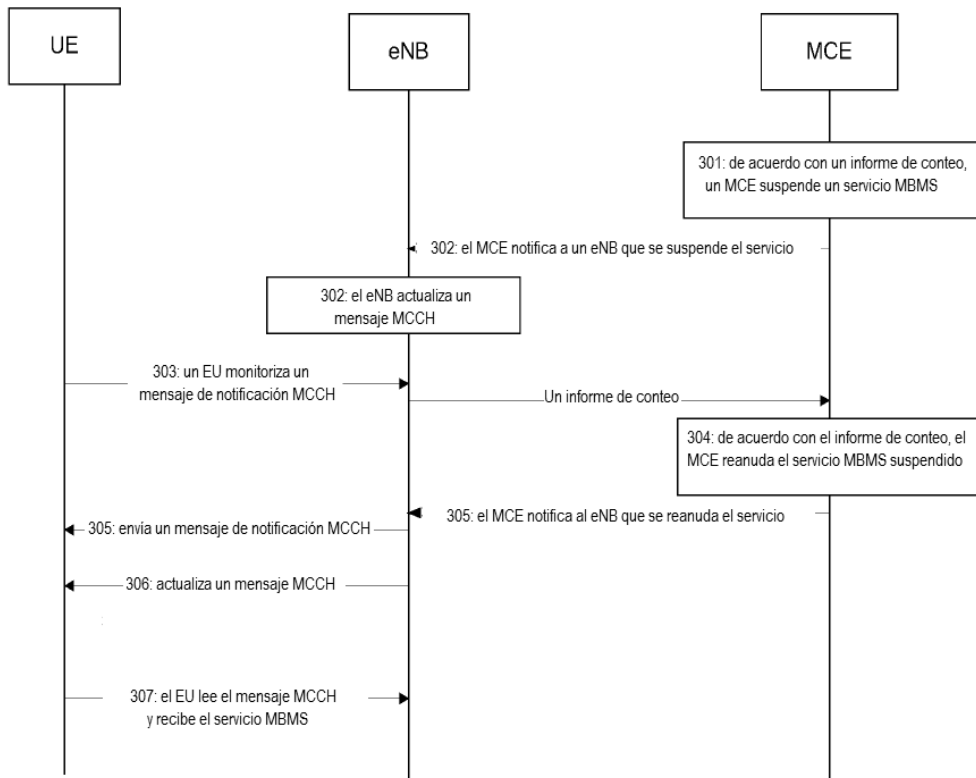 UE
eNB
MCE
301: de acuerdo con un informe de conteo,
un MCE suspende un servicio MBMS
302: el MCE notifica a un eNB que se suspende el servicio
302: el eNB actualiza un
mensaje MCCH
303: un EU monitoriza un
mensaje de notificación MCCH
Un informe de conteo
304: de acuerdo con el informe de conteo, el
MCE reanuda el servicio MBMS suspendido
305: el MCE notifica al eNB que se reanuda el servicio
305: envía un mensaje de notificación MCCH
306: actualiza un mensaje MCCH
307: el EU lee el mensaje MCCH
y recibe el servicio MBMS